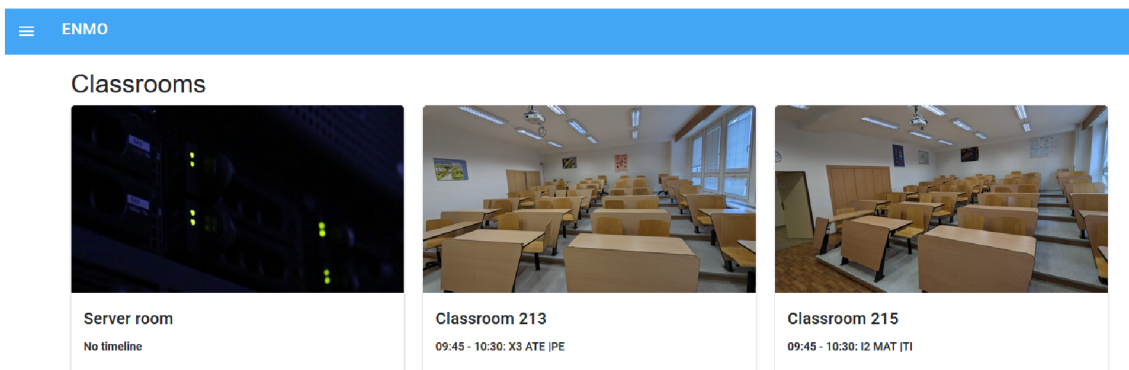 ENMO
Classrooms
Server room
No timeline
Classroom 213
09:45 - 10:30: X3 ATE |PE
Classroom 215
09:45 - 10:30: I2 MAT |TI